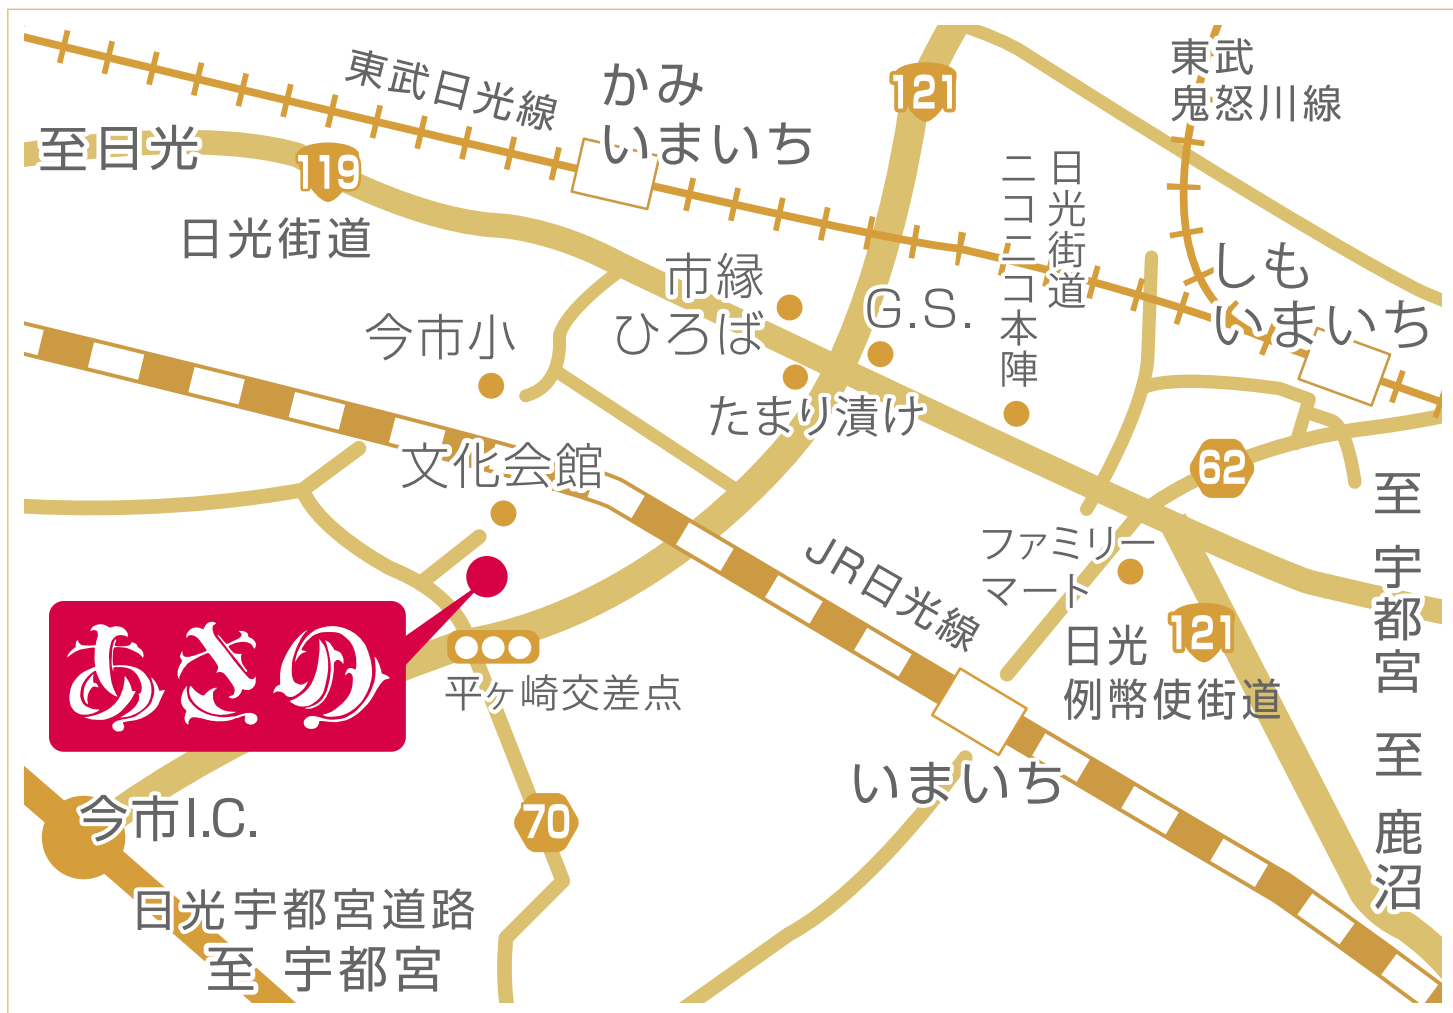 東武日光線
かみ
いまいち
121
東武
鬼怒川線
至日光
119
日光街道
日光街道
ニコニコ本陣
しも
いまいち
市縁
ひろば
G.S.
今市小
たまり漬け
文化会館
62
至 宇都宮
ファミリー
マート
JR日光線
あさの
平ヶ崎交差点
日光
例幣使街道
121
至 鹿沼
いまいち
今市I.C.
70
日光宇都宮道路
至 宇都宮